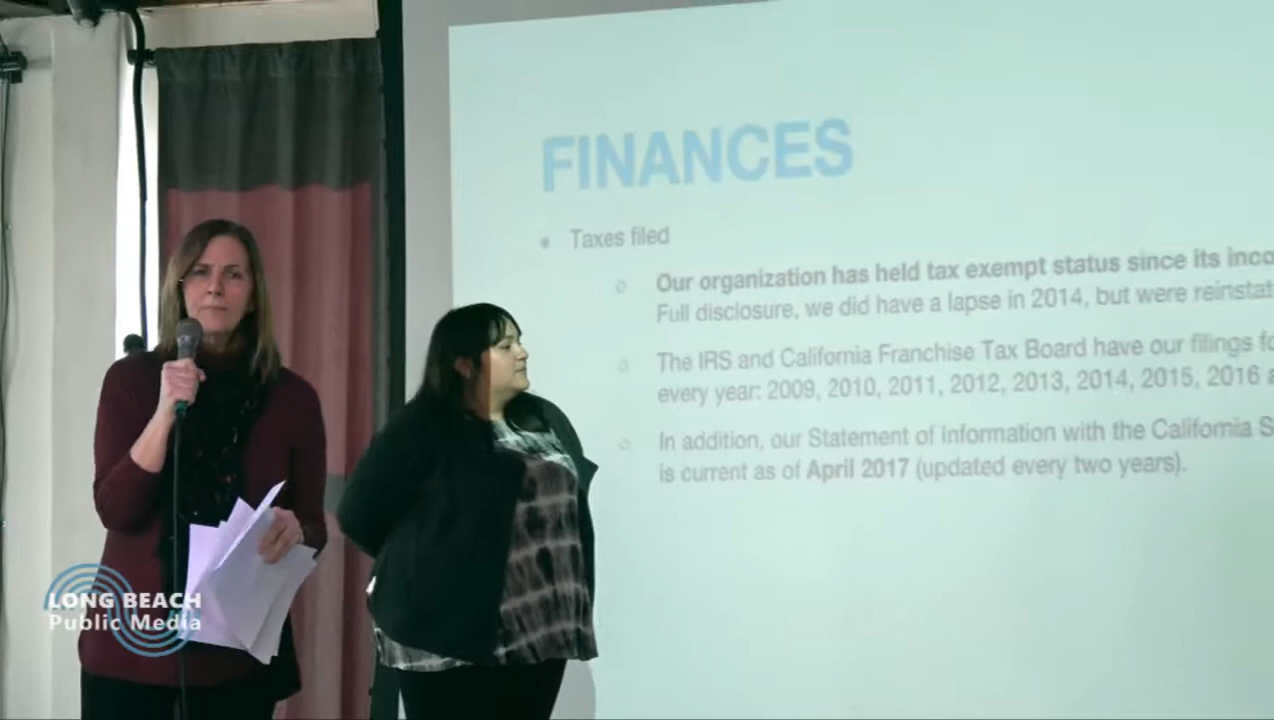 FINANCES
Taxes filed
Our organization has held tax exempt status since its inco
Full disclosure, we did have a lapse in 2014, but were reinstat
The IRS and California Franchise Tax Board have our filings fo
every year: 2009, 2010, 2011, 2012, 2013, 2014, 2015, 2016 a
In addition, our Statement of Information with the California S
is current as of April 2017 (updated every two years).
LONG BEACH
Public Media